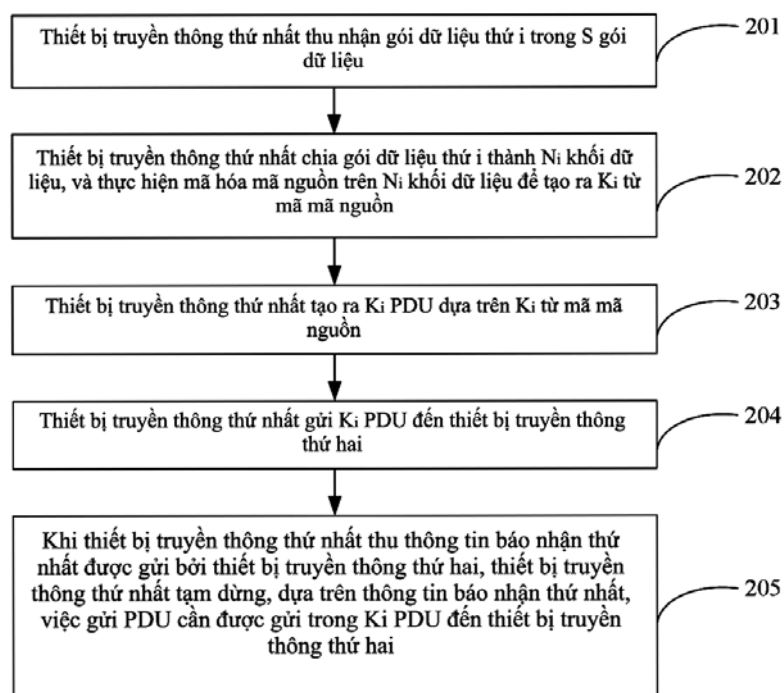 Thiết bị truyền thông thứ nhất thu nhận gói dữ liệu thứ i trong S gói
dữ liệu
201
Thiết bị truyền thông thứ nhất chia gói dữ liệu thứ i thành Ni khối dữ
liệu, và thực hiện mã hóa mã nguồn trên Ni khối dữ liệu để tạo ra Ki từ
mã mã nguồn
202
Thiết bị truyền thông thứ nhất tạo ra Ki PDU dựa trên Ki từ mã mã
nguồn
203
Thiết bị truyền thông thứ nhất gửi Ki PDU đến thiết bị truyền thông
thứ hai
204
Khi thiết bị truyền thông thứ nhất thu thông tin báo nhận thứ
nhất được gửi bởi thiết bị truyền thông thứ hai, thiết bị truyền
thông thứ nhất tạm dừng, dựa trên thông tin báo nhận thứ nhất,
việc gửi PDU cần được gửi trong Ki PDU đến thiết bị truyền
thông thứ hai
205